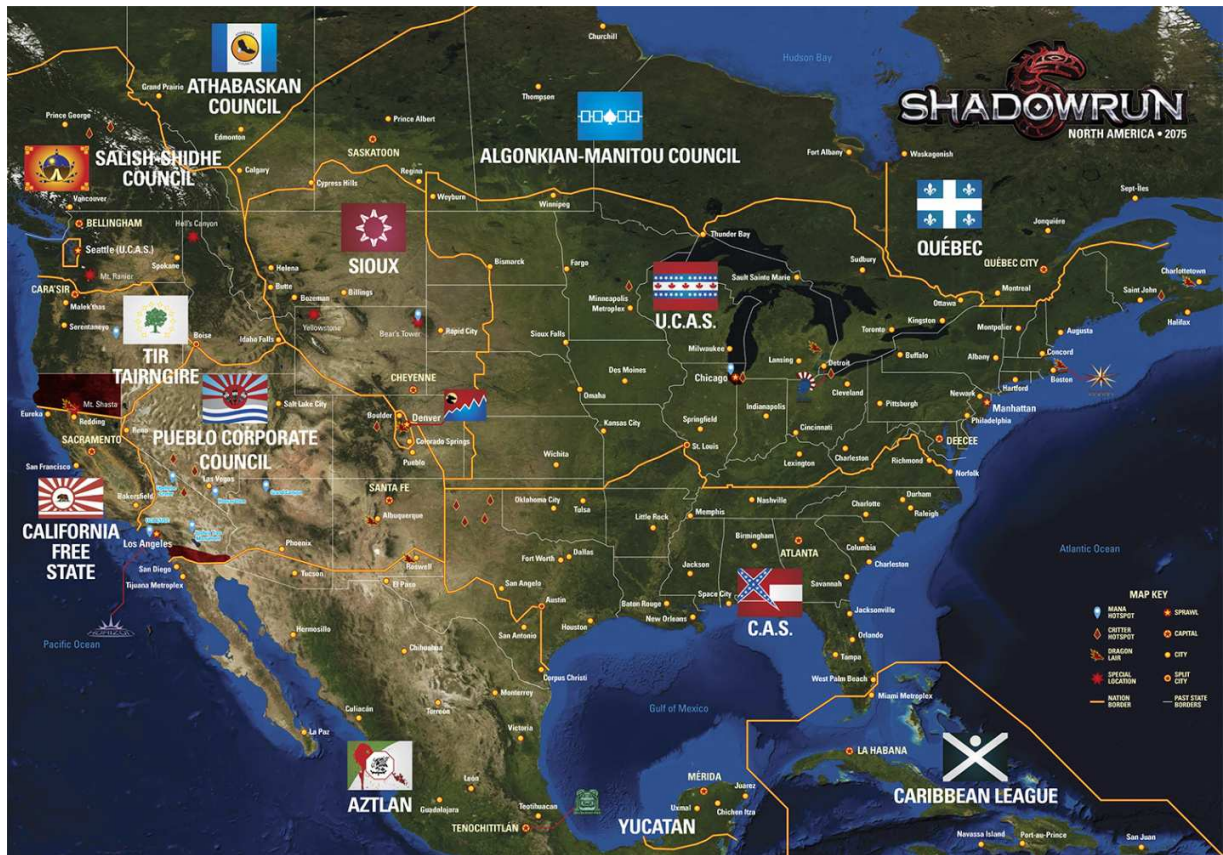 SHADOWRUN
NORTH AMERICA • 2075
Churchill
Hudson Bay
ATHABASKAN
COUNCIL
Grand Prairie
Thompson
Prince George
Edmonton
Prince Albert
SASKATOON
ALGONKIAN-MANITOU COUNCIL
Fort Albany
Waskagonish
SALISH-SHIDHE
COUNCIL
Calgary
Cypress Hills
Regina
Weyburn
Winnipeg
Sept-Îles
Vancouver
BELLINGHAM
Hell's Canyon
SIOUX
Thunder Bay
Jonquière
QUÉBEC
Seattle (U.C.A.S.)
Spokane
Mt. Ranier
Helena
Butte
Bozeman
Billings
Bismarck
Fargo
Sault Sainte Marie
Sudbury
QUÉBEC CITY
Charlottetown
CARA'SIR
Malek'thas
Serentaneyo
TIR
TAIRNGIRE
Boise
Idaho Falls
Yellowstone
Bear's Tower
Rapid City
Minneapolis
Metroplex
U.C.A.S.
Ottawa
Montreal
Saint John
Halifax
Sioux Falls
Milwaukee
Lansing
Detroit
Toronto
Kingston
Buffalo
Montpelier
Albany
Augusta
Concord
Boston
Hartford
CHEYENNE
Des Moines
Chicago
Cleveland
Newark
Manhattan
Philadelphia
Pittsburgh
Mt. Shasta
Eureka
Redding
Reno
SACRAMENTO
San Francisco
Salt Lake City
PUEBLO CORPORATE
COUNCIL
Boulder
Denver
Colorado Springs
Pueblo
Omaha
Kansas City
Springfield
St. Louis
Indianapolis
Cincinnati
Lexington
Charleston
DEECEE
Richmond
Norfolk
Wichita
CALIFORNIA
FREE
STATE
Bakersfield
Las Vegas
Los Angeles
San Diego
Tijuana Metroplex
SANTA FE
Albuquerque
Roswell
Phoenix
Tucson
El Paso
Oklahoma City
Tulsa
Little Rock
Memphis
Nashville
Charlotte
Durham
Raleigh
Birmingham
ATLANTA
Columbia
Charleston
Savannah
Fort Worth
Dallas
Jackson
Space City
C.A.S.
Atlantic Ocean
San Angelo
Austin
San Antonio
Houston
Baton Rouge
New Orleans
Jacksonville
Orlando
Tampa
West Palm Beach
Miami Metroplex
Corpus Christi
Pacific Ocean
HORIZON
Hermosillo
Chihuahua
Monterrey
Torreón
Culiacán
La Paz
Victoria
Gulf of Mexico
MAP KEY
MANA
HOTSPOT
CRITTER
HOTSPOT
DRAGON
LAIR
SPECIAL
LOCATION
NATION
BORDER
SPRAWL
CAPITAL
CITY
SPLIT
CITY
PAST STATE
BORDERS
AZTLAN
León
Guadalajara
Teotihuacan
TENOCHITITLÁN
YUCATAN
MÉRIDA
Uxmal
Chichen Itza
Juarez
LA HABANA
CARIBBEAN LEAGUE
Navassa Island
Port-au-Prince
San Juan